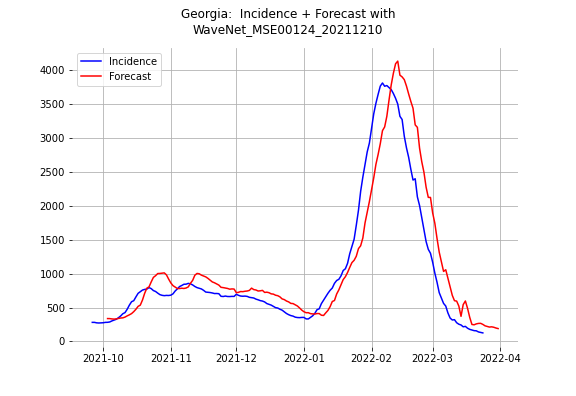 Georgia:  Incidence + Forecast with
WaveNet_MSE00124_20211210
Incidence
Forecast
4000
3500
3000
2500
2000
1500
1000
500
0
2021-10 2021-11 2021-12 2022-01 2022-02 2022-03 2022-04